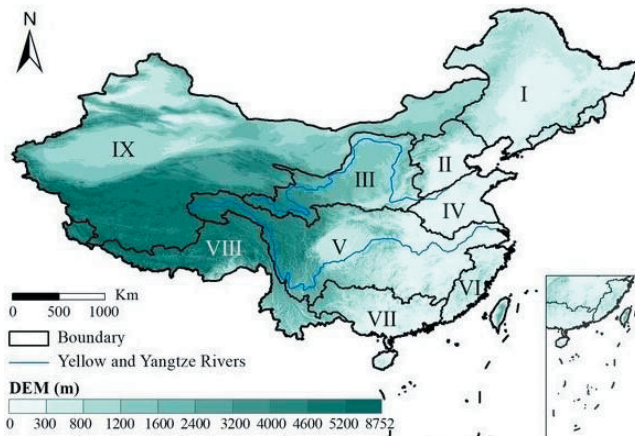 N
I
IX
II
III
IV
VIII
V
VI
VII
Km
0 500 1000
Boundary
Yellow and Yangtze Rivers
DEM (m)
0 300 800 1200 1600 2400 3200 4000 4600 5200 8752